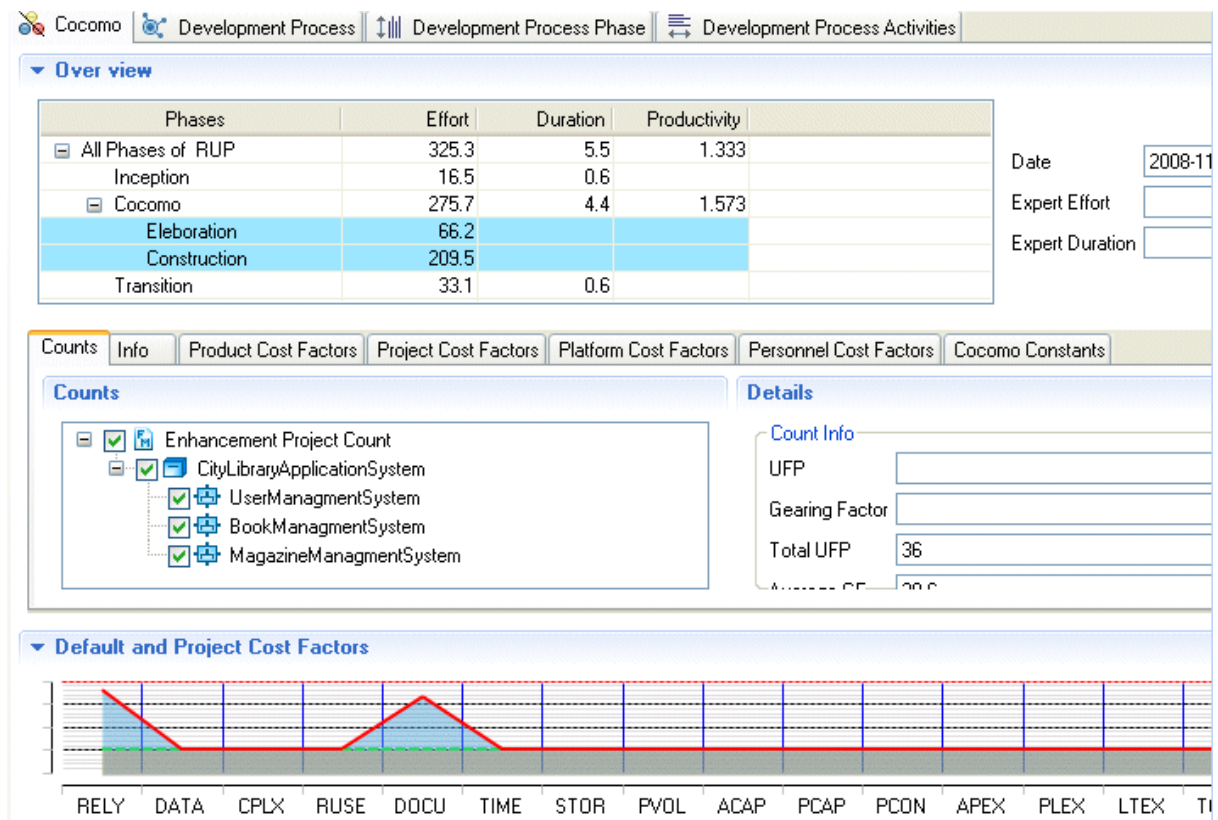 Cocomo Development Process Development Process Phase Development Process Activities
Over view
Phases Effort Duration Productivity
All Phases of RUP 325.3 5.5 1.333
Inception 16.5 0.6
Cocomo 275.7 4.4 1.573
Eleboration 66.2
Construction 209.5
Transition 33.1 0.6
Date 2008-11
Expert Effort
Expert Duration
Counts Info Product Cost Factors Project Cost Factors Platform Cost Factors Personnel Cost Factors Cocomo Constants
Counts
Enhancement Project Count
CityLibraryApplicationSystem
UserManagmentSystem
BookManagmentSystem
MagazineManagmentSystem
Details
Count Info
UFP
Gearing Factor
Total UFP 36
Default and Project Cost Factors
RELY DATA CPLX RUSE DOCU TIME STOR PVOL ACAP PCAP PCON APEX PLEX LTEX